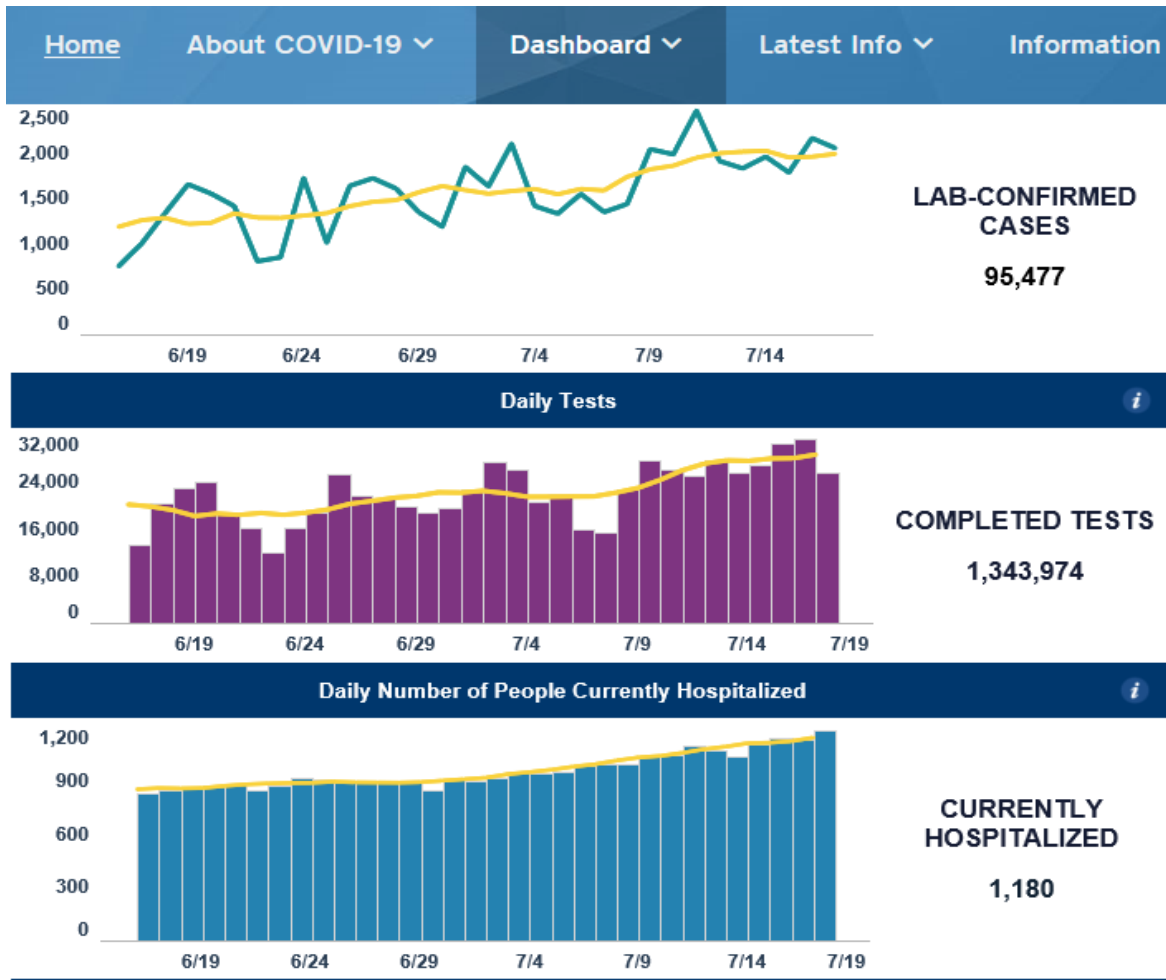 Home About COVID-19 Dashboard Latest Info Information
2,500
2,000
1,500
1,000
500
0
6/19 6/24 6/29 7/4 7/9 7/14
LAB-CONFIRMED
CASES
95,477
Daily Tests i
32,000
24,000
16,000
8,000
0
6/19 6/24 6/29 7/4 7/9 7/14 7/19
COMPLETED TESTS
1,343,974
Daily Number of People Currently Hospitalized i
1,200
900
600
300
0
6/19 6/24 6/29 7/4 7/9 7/14 7/19
CURRENTLY
HOSPITALIZED
1,180